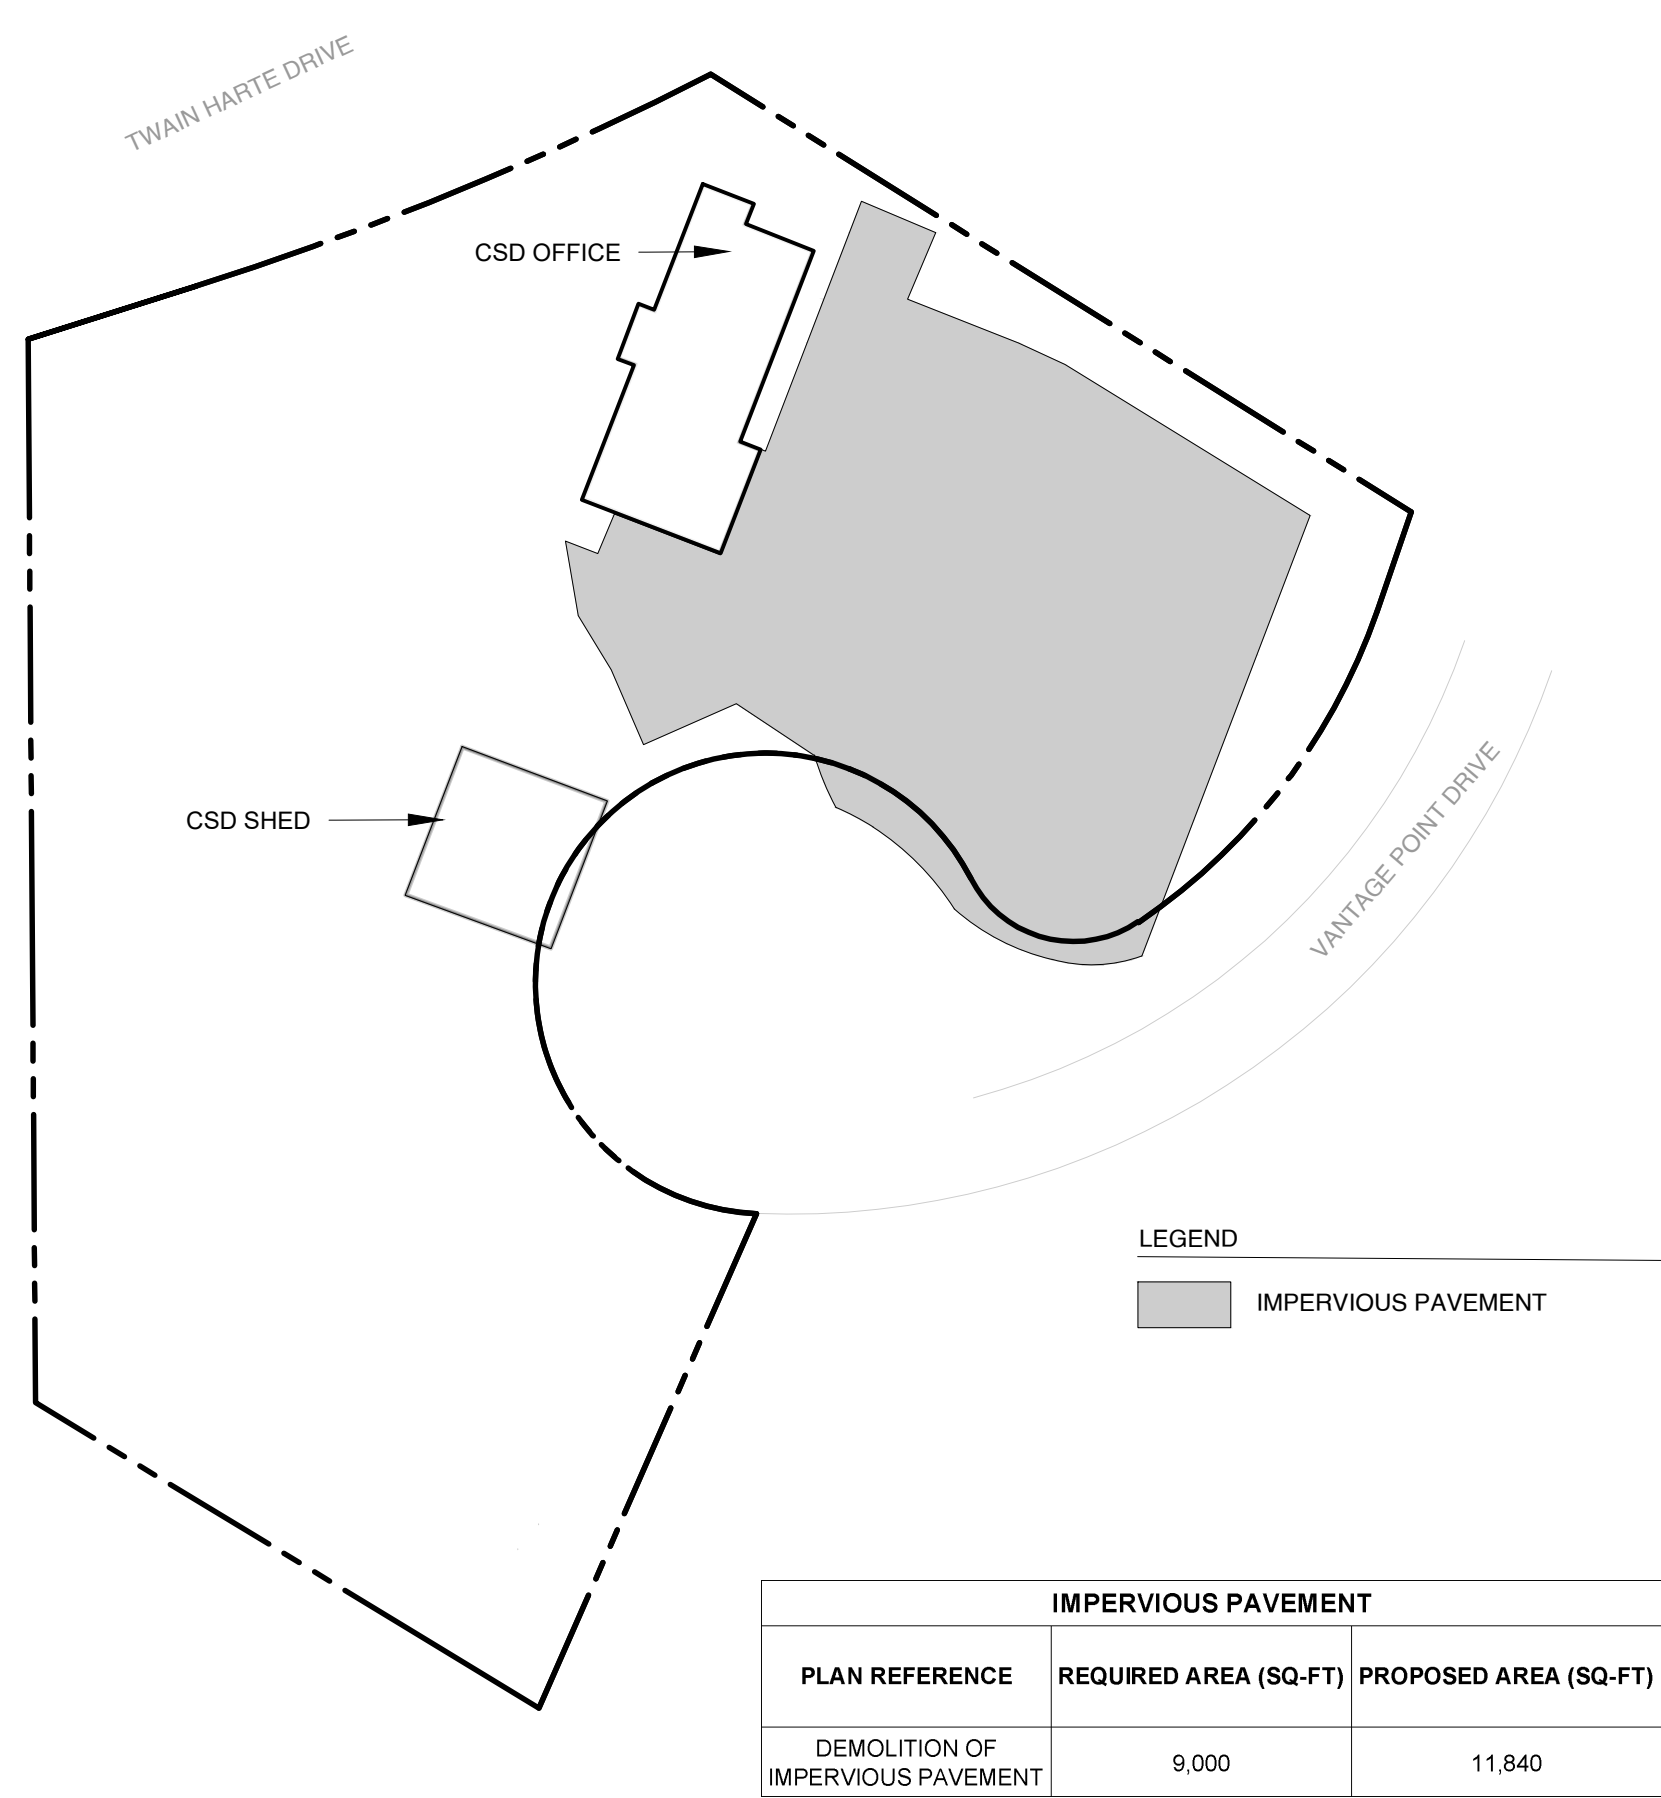 TWAIN HARTE DRIVE
CSD OFFICE
CSD SHED
VANTAGE POINT DRIVE
LEGEND
IMPERVIOUS PAVEMENT
IMPERVIOUS PAVEMENT
PLAN REFERENCE
REQUIRED AREA (SQ-FT)
PROPOSED AREA (SQ-FT)
DEMOLITION OF
IMPERVIOUS PAVEMENT
9,000
11,840